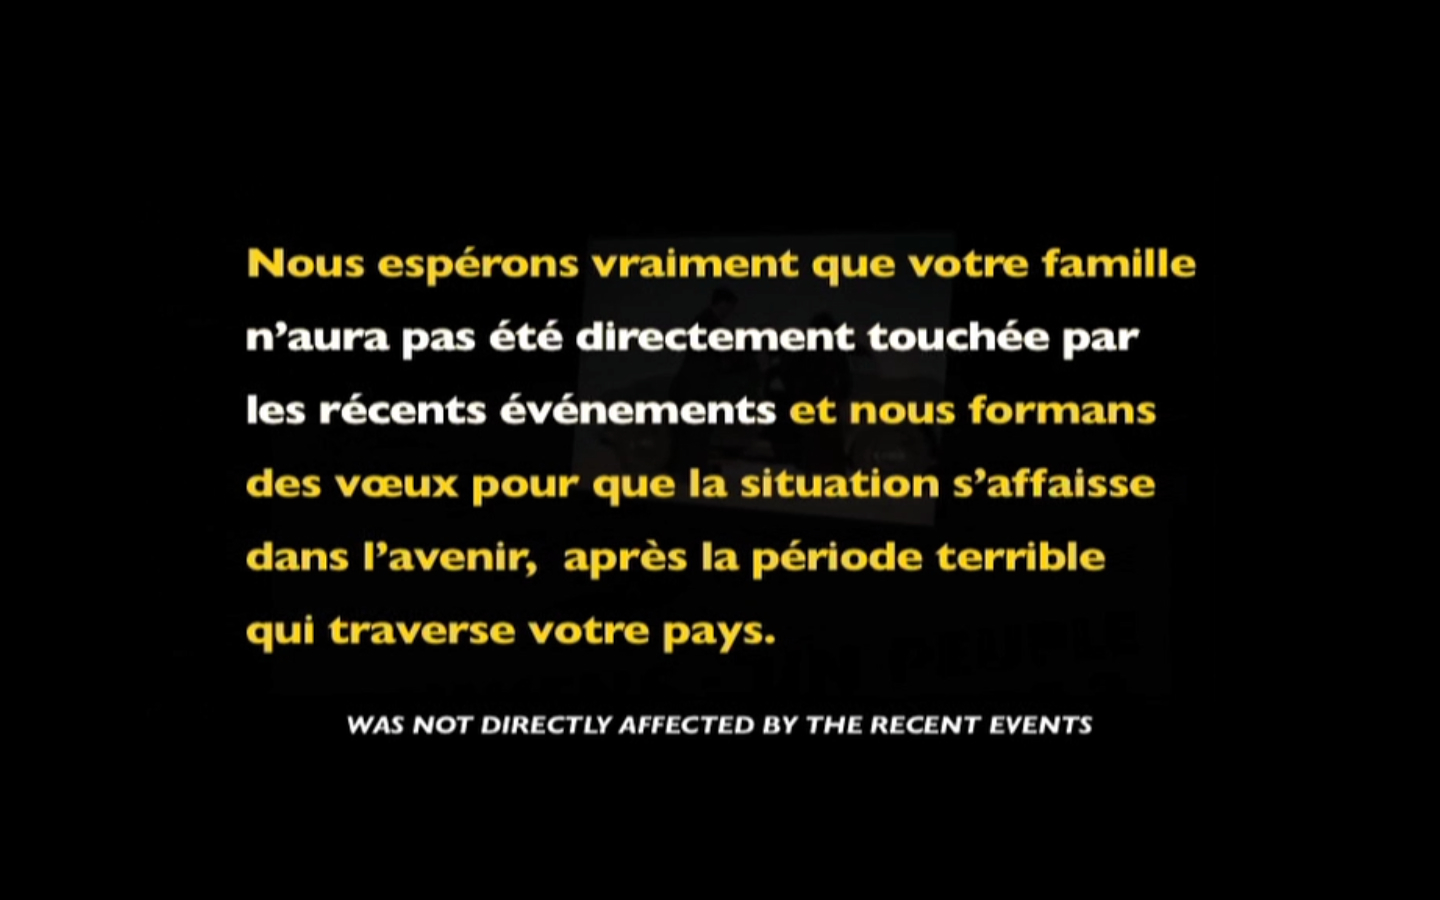 Nous espérons vraiment que votre famille
n’aura pas été directement touchée par
les récents événements et nous formans
des vœux pour que la situation s’affaisse
dans l’avenir,  après la période terrible
qui traverse votre pays.
UN PEUPLE
WAS NOT DIRECTLY AFFECTED BY THE RECENT EVENTS